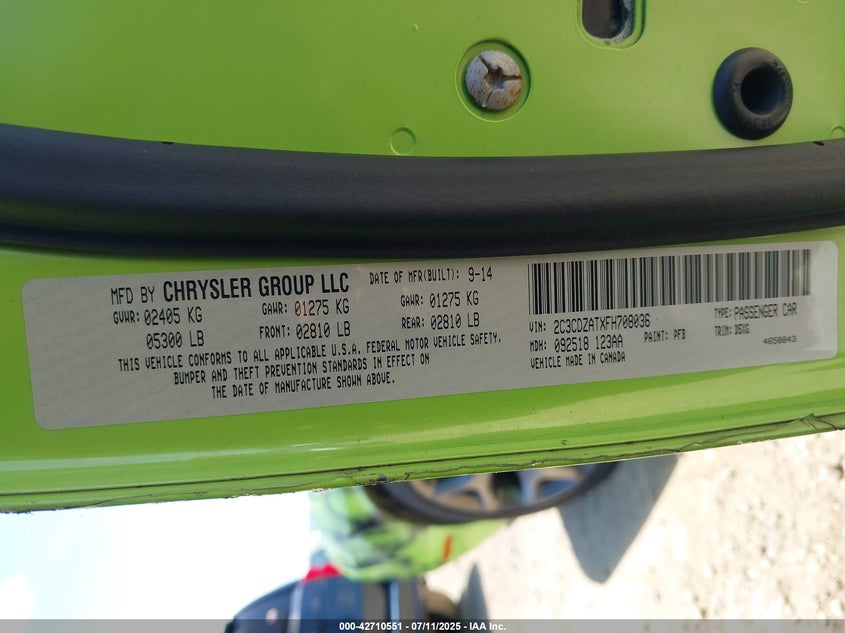 MFD BY CHRYSLER GROUP LLC DATE OF MFR(BUILT): 9-14
GVWR: 02405 KG GAWR: 01275 KG GAWR: 01275 KG
05300 LB FRONT: 02810 LB REAR: 02810 LB
THIS VEHICLE CONFORMS TO ALL APPLICABLE U.S.A. FEDERAL MOTOR VEHICLE SAFETY,
BUMPER AND THEFT PREVENTION STANDARDS IN EFFECT ON
THE DATE OF MANUFACTURE SHOWN ABOVE.
VIN: 2C3CDZATXFH708036 TYPE: PASSENGER CAR
MDH: 092518 123AA PAINT: PFB TRIM: D5XG
VEHICLE MADE IN CANADA 4658843
000-42710551 - 07/11/2025 - IAA Inc.